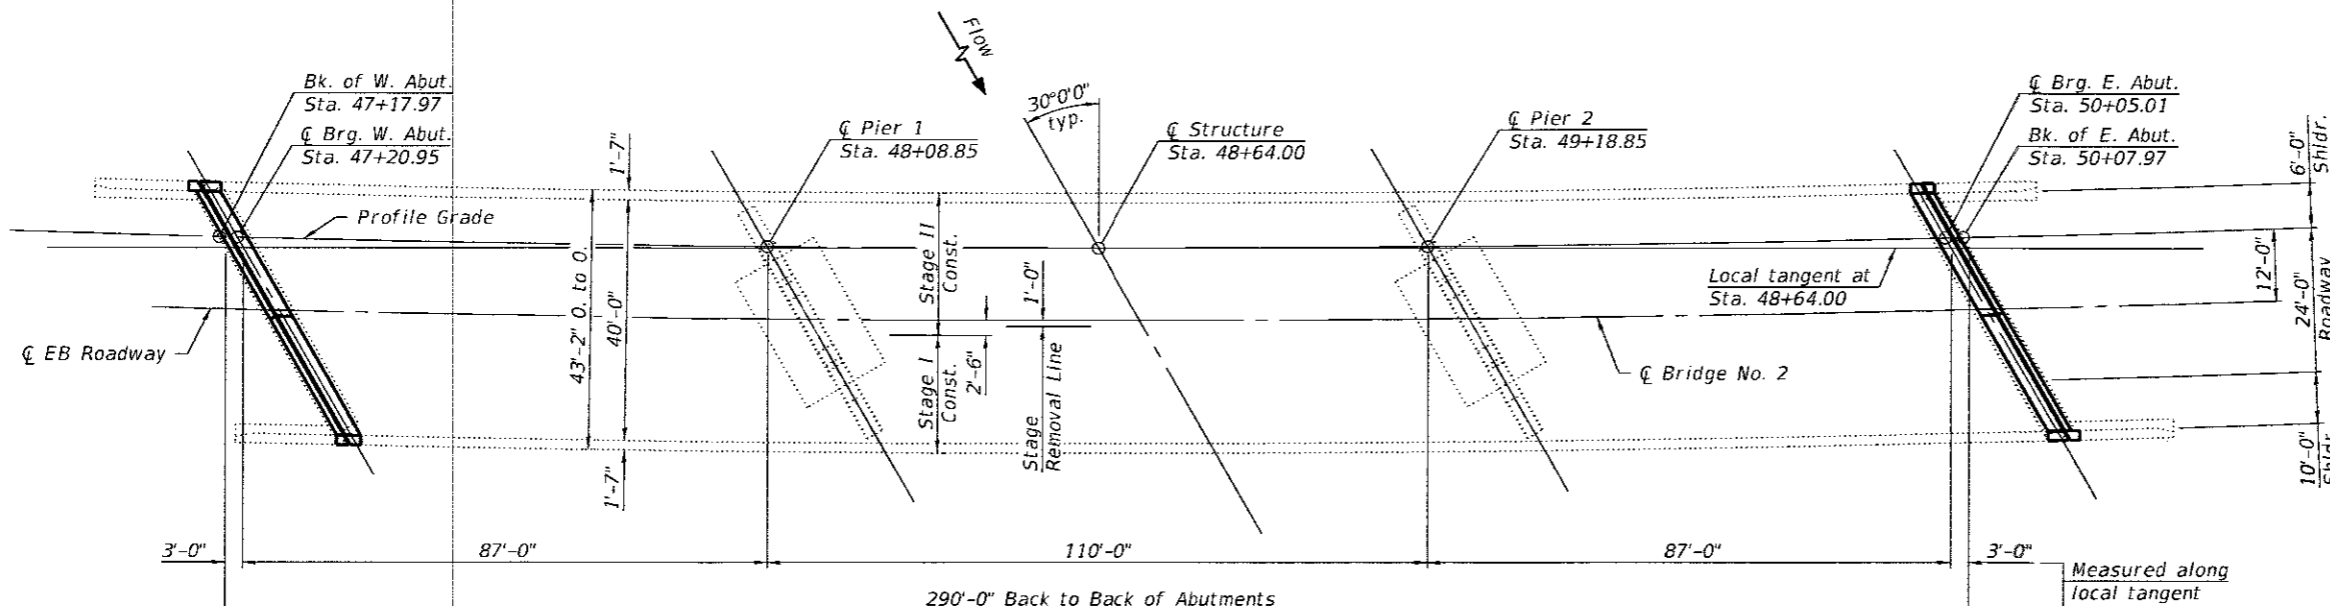 Flow
Bk. of W. Abut.
Sta. 47+17.97
℄ Brg. W. Abut.
Sta. 47+20.95
Profile Grade
℄ EB Roadway
1'-7"
43'-2" O. to O.
40'-0"
1'-7"
℄ Pier 1
Sta. 48+08.85
30°0'0"
typ.
℄ Structure
Sta. 48+64.00
Stage II
Const.
1'-0"
Stage I
Const.
2'-6"
Stage
Removal Line
℄ Pier 2
Sta. 49+18.85
℄ Brg. E. Abut.
Sta. 50+05.01
Bk. of E. Abut.
Sta. 50+07.97
Local tangent at
Sta. 48+64.00
℄ Bridge No. 2
6'-0"
Shldr.
12'-0"
24'-0"
Roadway
10'-0"
Shldr.
3'-0"
87'-0"
110'-0"
87'-0"
3'-0"
Measured along
local tangent
290'-0" Back to Back of Abutments